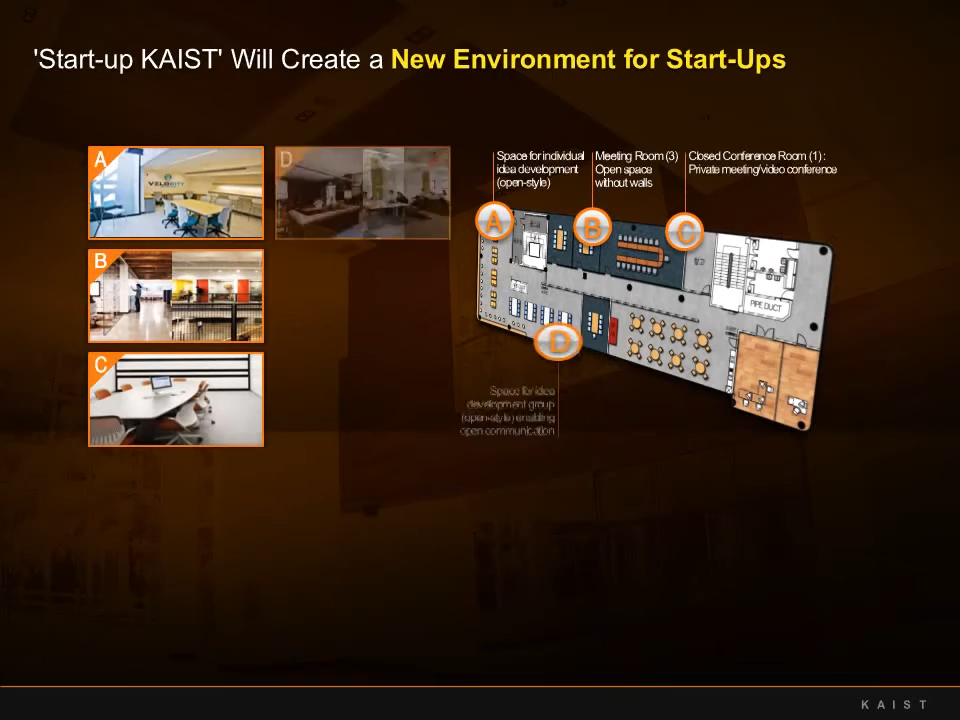 'Start-up KAIST' Will Create a New Environment for Start-Ups
A
VELOCITY
D
B
C
Space for individual
idea development
(open-style)
Meeting Room (3)
Open space
without walls
Closed Conference Room (1) :
Private meeting/video conference
A
B
C
PIPE DUCT
D
Space for idea
development group
(open-style) enabling
open communication
KAIST